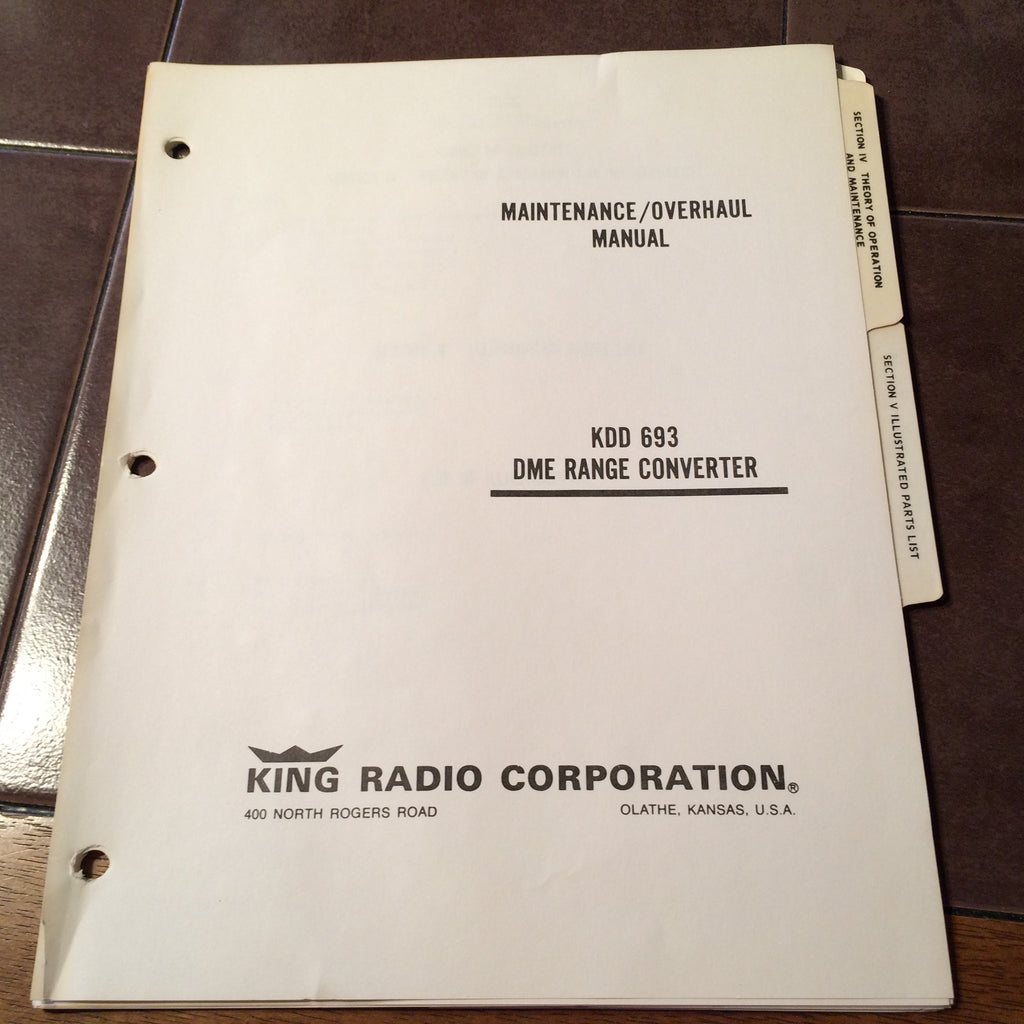 MAINTENANCE/OVERHAUL
MANUAL
KDD 693
DME RANGE CONVERTER
KING RADIO CORPORATION®
400 NORTH ROGERS ROAD
OLATHE, KANSAS, U.S.A.
SECTION IV THEORY OF OPERATION
AND MAINTENANCE
SECTION V ILLUSTRATED PARTS LIST